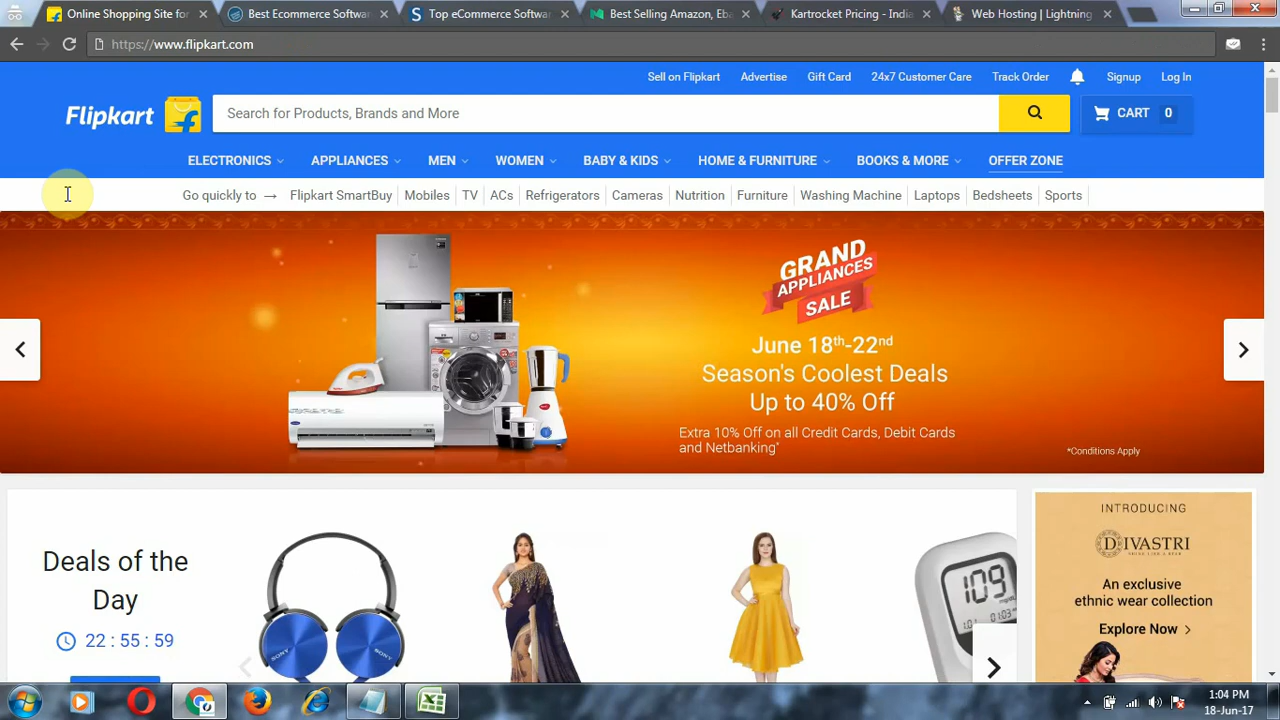 Online Shopping Site for
Best Ecommerce Softwa
Top eCommerce Softwa
Best Selling Amazon, Eba
Kartrocket Pricing - India
Web Hosting | Lightning
https://www.flipkart.com
Sell on Flipkart Advertise Gift Card 24x7 Customer Care Track Order Signup Log In
Flipkart
Search for Products, Brands and More
CART 0
ELECTRONICS APPLIANCES MEN WOMEN BABY & KIDS HOME & FURNITURE BOOKS & MORE OFFER ZONE
Go quickly to → Flipkart SmartBuy Mobiles TV ACs Refrigerators Cameras Nutrition Furniture Washing Machine Laptops Bedsheets Sports
GRAND
APPLIANCES
SALE
June 18th-22nd
Season's Coolest Deals
Up to 40% Off
Extra 10% Off on all Credit Cards, Debit Cards
and Netbanking*
*Conditions Apply
Deals of the
Day
22 : 55 : 59
SONY
SONY
109
INTRODUCING
DIVASTRI
An exclusive
ethnic wear collection
Explore Now
1:04 PM
18-Jun-17